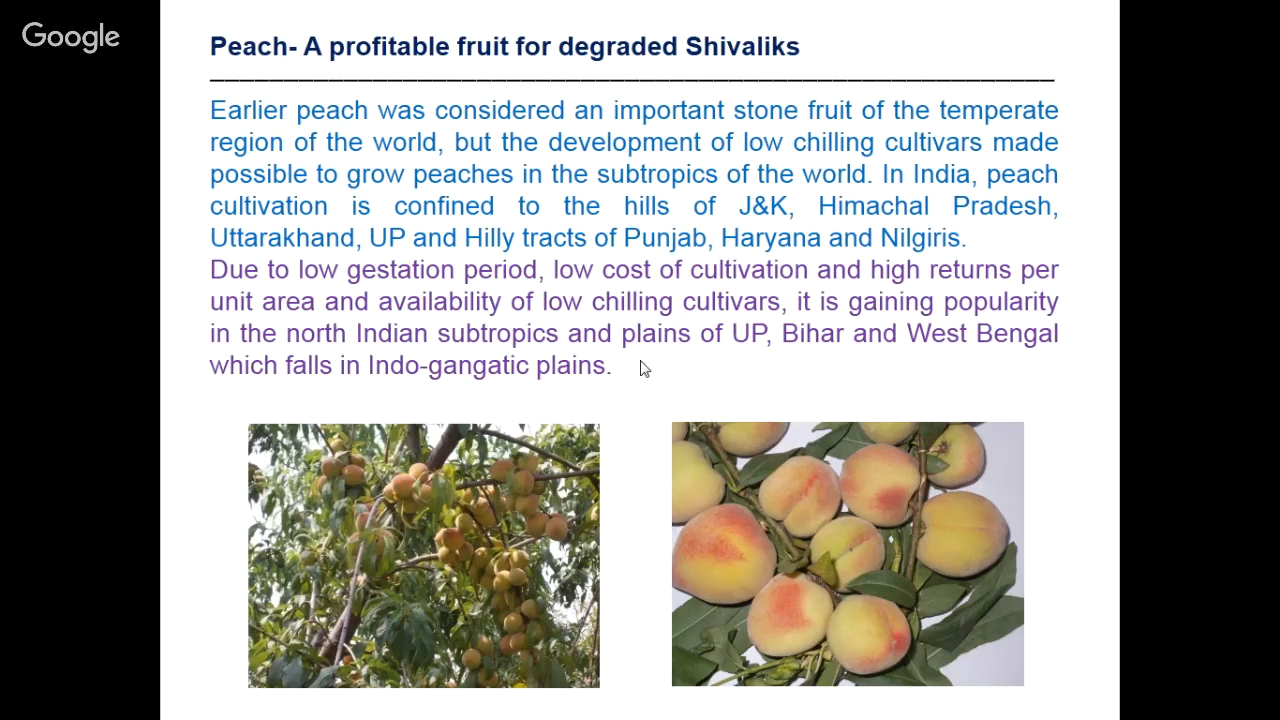 Google
Peach- A profitable fruit for degraded Shivaliks
Earlier peach was considered an important stone fruit of the temperate
region of the world, but the development of low chilling cultivars made
possible to grow peaches in the subtropics of the world. In India, peach
cultivation is confined to the hills of J&K, Himachal Pradesh,
Uttarakhand, UP and Hilly tracts of Punjab, Haryana and Nilgiris.
Due to low gestation period, low cost of cultivation and high returns per
unit area and availability of low chilling cultivars, it is gaining popularity
in the north Indian subtropics and plains of UP, Bihar and West Bengal
which falls in Indo-gangatic plains.